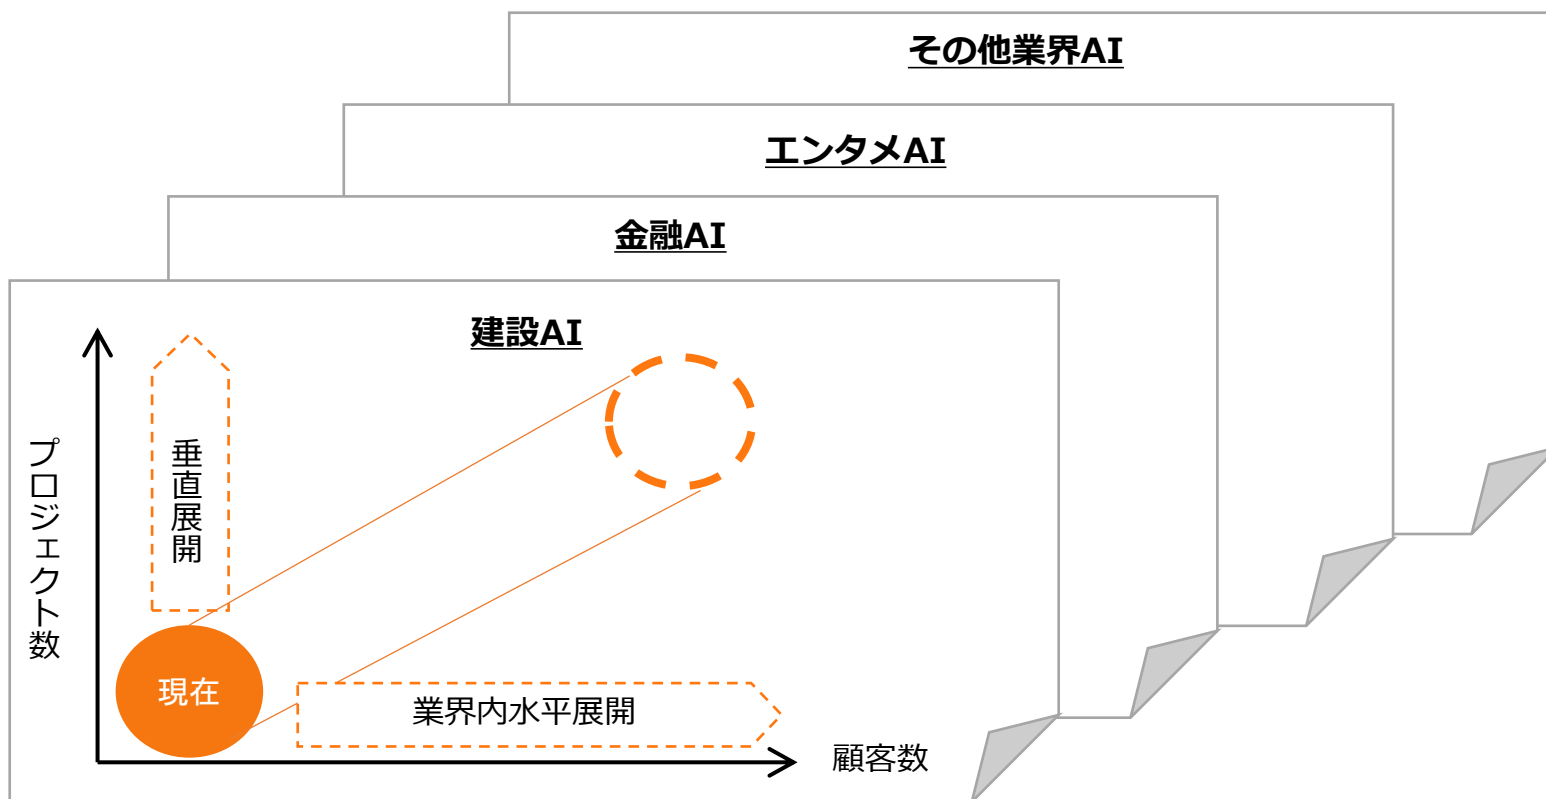 その他業界AI
エンタメAI
金融AI
建設AI
プロジェクト数
垂直展開
現在
業界内水平展開
顧客数